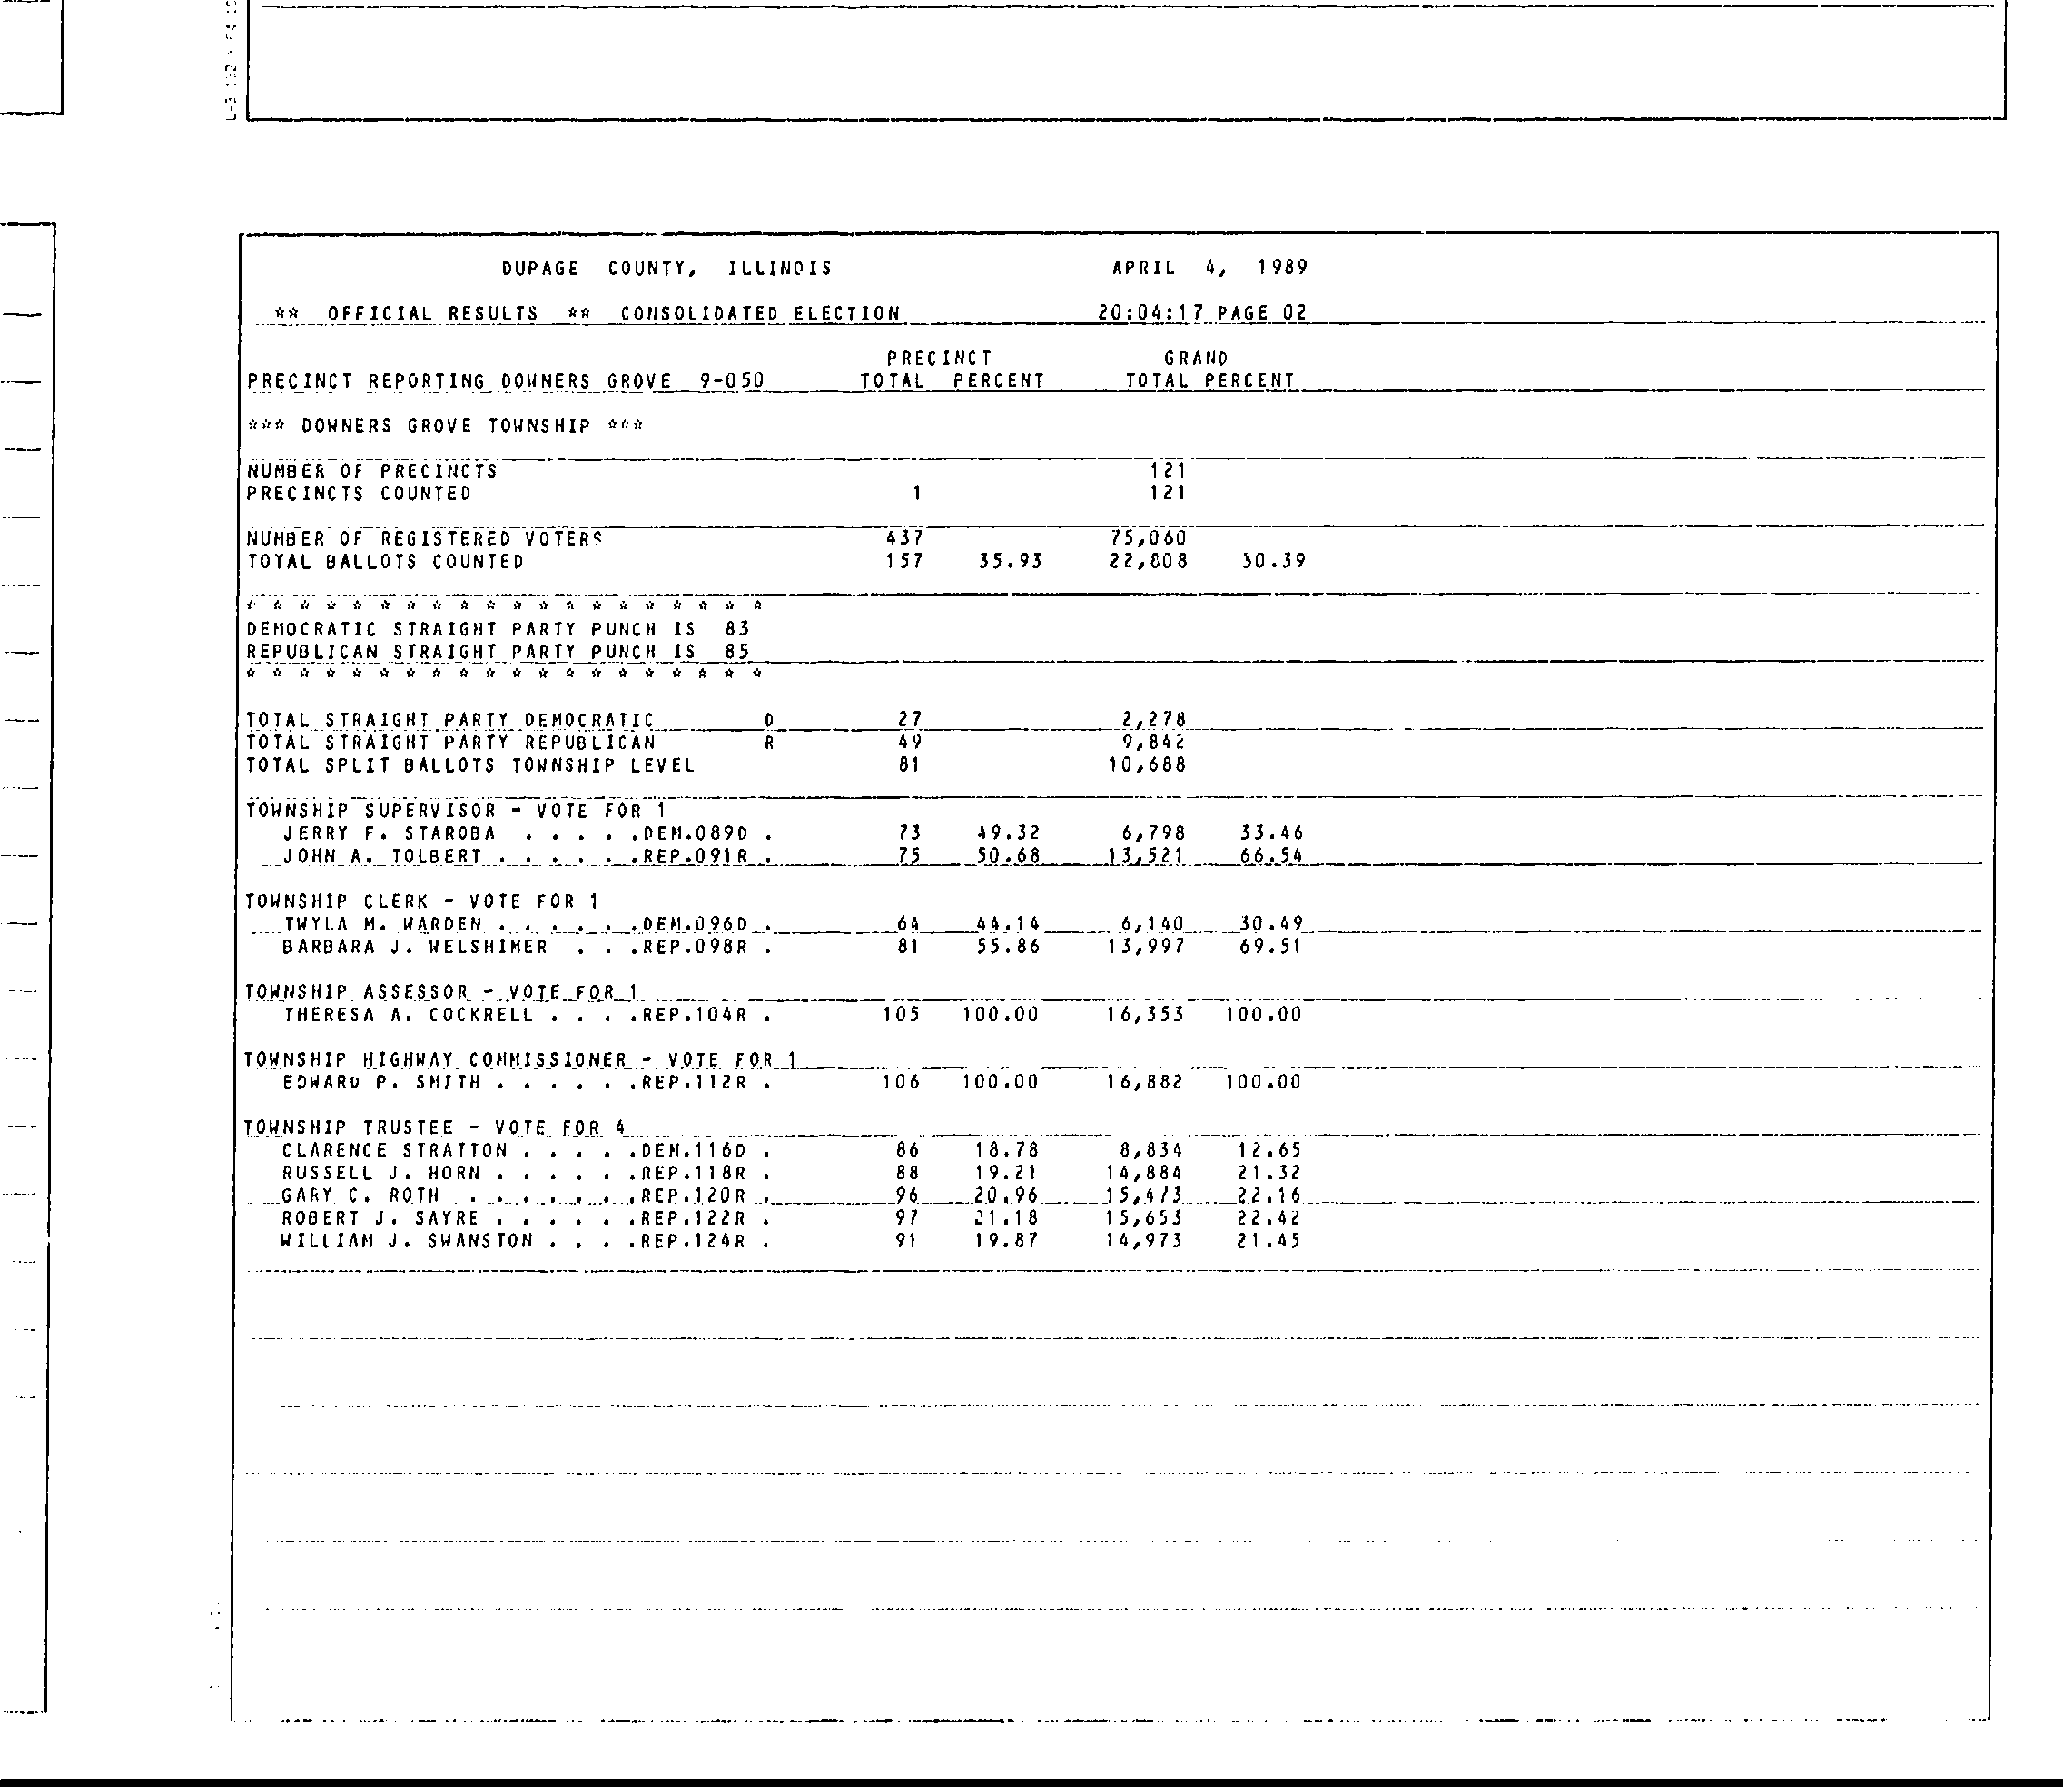 DUPAGE COUNTY, ILLINOIS APRIL 4, 1989
** OFFICIAL RESULTS ** CONSOLIDATED ELECTION 20:04:17 PAGE 02
PRECINCT GRAND
PRECINCT REPORTING DOWNERS GROVE 9-050 TOTAL PERCENT TOTAL PERCENT
*** DOWNERS GROVE TOWNSHIP ***
NUMBER OF PRECINCTS 121
PRECINCTS COUNTED 1 121
NUMBER OF REGISTERED VOTERS 437 75,060
TOTAL BALLOTS COUNTED 157 35.93 22,808 30.39
* * * * * * * * * * * * * * * * * * * *
DEMOCRATIC STRAIGHT PARTY PUNCH IS 83
REPUBLICAN STRAIGHT PARTY PUNCH IS 85
* * * * * * * * * * * * * * * * * * * *
TOTAL STRAIGHT PARTY DEMOCRATIC D 27 2,278
TOTAL STRAIGHT PARTY REPUBLICAN R 49 9,842
TOTAL SPLIT BALLOTS TOWNSHIP LEVEL 81 10,688
TOWNSHIP SUPERVISOR - VOTE FOR 1
JERRY F. STAROBA . . . . .DEM.089D . 73 49.32 6,798 33.46
JOHN A. TOLBERT . . . . . .REP.091R . 75 50.68 13,521 66.54
TOWNSHIP CLERK - VOTE FOR 1
TWYLA M. WARDEN . . . . . .DEM.096D . 64 44.14 6,140 30.49
BARBARA J. WELSHIMER . . .REP.098R . 81 55.86 13,997 69.51
TOWNSHIP ASSESSOR - VOTE FOR 1
THERESA A. COCKRELL . . . .REP.104R . 105 100.00 16,353 100.00
TOWNSHIP HIGHWAY COMMISSIONER - VOTE FOR 1
EDWARD P. SMITH . . . . . .REP.112R . 106 100.00 16,882 100.00
TOWNSHIP TRUSTEE - VOTE FOR 4
CLARENCE STRATTON . . . . .DEM.116D . 86 18.78 8,834 12.65
RUSSELL J. HORN . . . . . .REP.118R . 88 19.21 14,884 21.32
GARY C. ROTH . . . . . . .REP.120R . 96 20.96 15,473 22.16
ROBERT J. SAYRE . . . . . .REP.122R . 97 21.18 15,653 22.42
WILLIAM J. SWANSTON . . . .REP.124R . 91 19.87 14,973 21.45